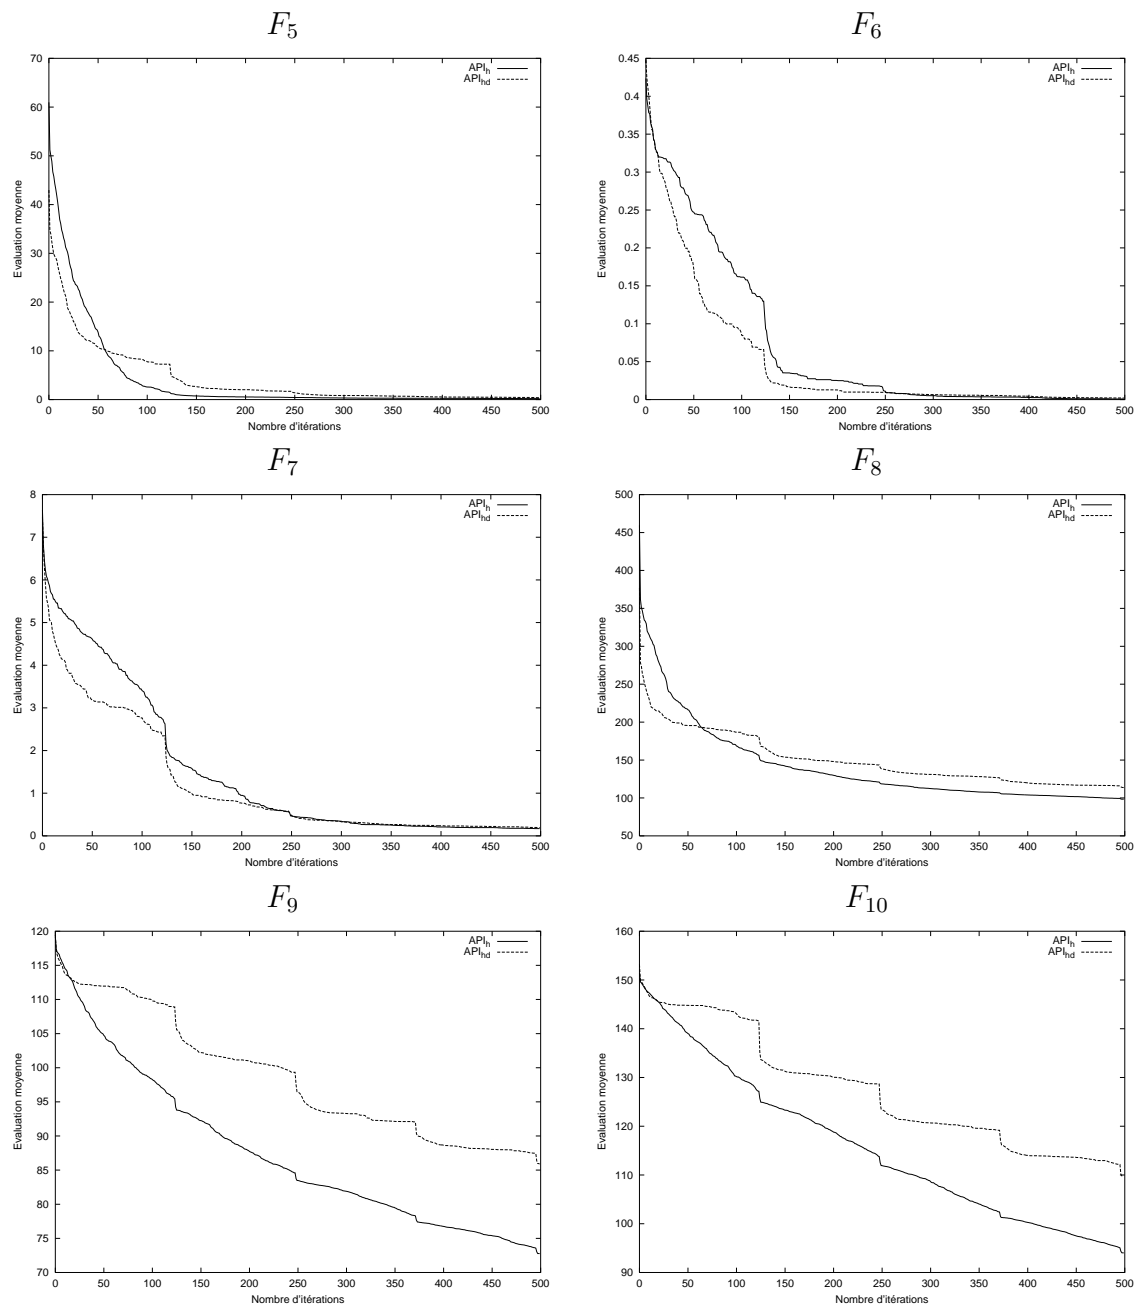 F5
70
60
50
40
30
20
10
0
Evaluation moyenne
APIh
APIhd
0 50 100 150 200 250 300 350 400 450 500
Nombre d'itérations
F6
0.45
0.4
0.35
0.3
0.25
0.2
0.15
0.1
0.05
0
Evaluation moyenne
APIh
APIhd
0 50 100 150 200 250 300 350 400 450 500
Nombre d'itérations
F7
8
7
6
5
4
3
2
1
0
Evaluation moyenne
APIh
APIhd
0 50 100 150 200 250 300 350 400 450 500
Nombre d'itérations
F8
500
450
400
350
300
250
200
150
100
50
Evaluation moyenne
APIh
APIhd
0 50 100 150 200 250 300 350 400 450 500
Nombre d'itérations
F9
120
115
110
105
100
95
90
85
80
75
70
Evaluation moyenne
APIh
APIhd
0 50 100 150 200 250 300 350 400 450 500
Nombre d'itérations
F10
160
150
140
130
120
110
100
90
Evaluation moyenne
APIh
APIhd
0 50 100 150 200 250 300 350 400 450 500
Nombre d'itérations